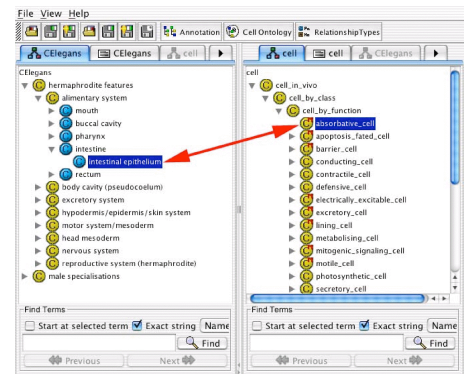 File View Help
Annotation Cell Ontology RelationshipTypes
CElegans CElegans cell
CElegans
hermaphrodite features
alimentary system
mouth
buccal cavity
pharynx
intestine
intestinal epithelium
rectum
body cavity (pseudocoelum)
excretory system
hypodermis/epidermis/skin system
motor system/mesoderm
head mesoderm
nervous system
reproductive system (hermaphrodite)
male specialisations
Find Terms
Start at selected term Exact string Name
Find
Previous Next
cell cell CElegans
cell
cell_in_vivo
cell_by_class
cell_by_function
absorbative_cell
apoptosis_fated_cell
barrier_cell
conducting_cell
contractile_cell
defensive_cell
electrically_excitable_cell
excretory_cell
lining_cell
metabolising_cell
mitogenic_signaling_cell
motile_cell
photosynthetic_cell
secretory_cell
Find Terms
Start at selected term Exact string Name
Find
Previous Next